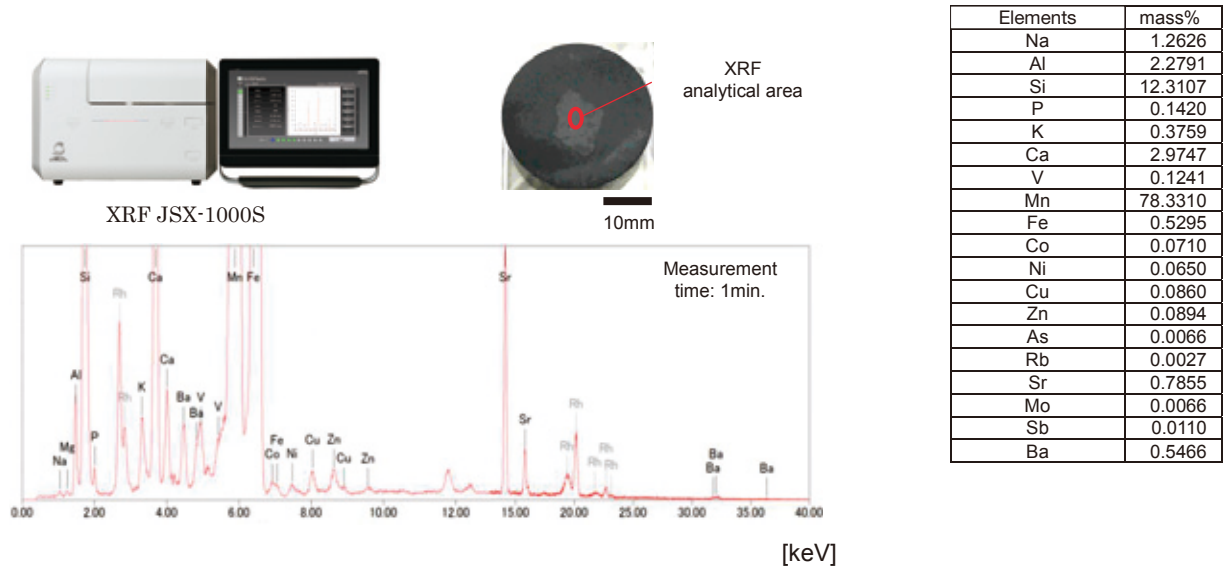 XRF
analytical area
XRF JSX-1000S
10mm
Elements mass%
Na 1.2626
Al 2.2791
Si 12.3107
P 0.1420
K 0.3759
Ca 2.9747
V 0.1241
Mn 78.3310
Fe 0.5295
Co 0.0710
Ni 0.0650
Cu 0.0860
Zn 0.0894
As 0.0066
Rb 0.0027
Sr 0.7855
Mo 0.0066
Sb 0.0110
Ba 0.5466
Measurement
time: 1min.
Si Ca Mn Fe Sr
Rh
Ca
Al Rh K Ba V V
Ba
Sr Rh
P
Mg
Na
Fe
Co Ni Cu Zn
Cu Zn
Rh Rh
Rh Rh
Ba
Ba Ba
0.00 2.00 4.00 6.00 8.00 10.00 12.00 15.00 20.00 25.00 30.00 35.00 40.00
[keV]